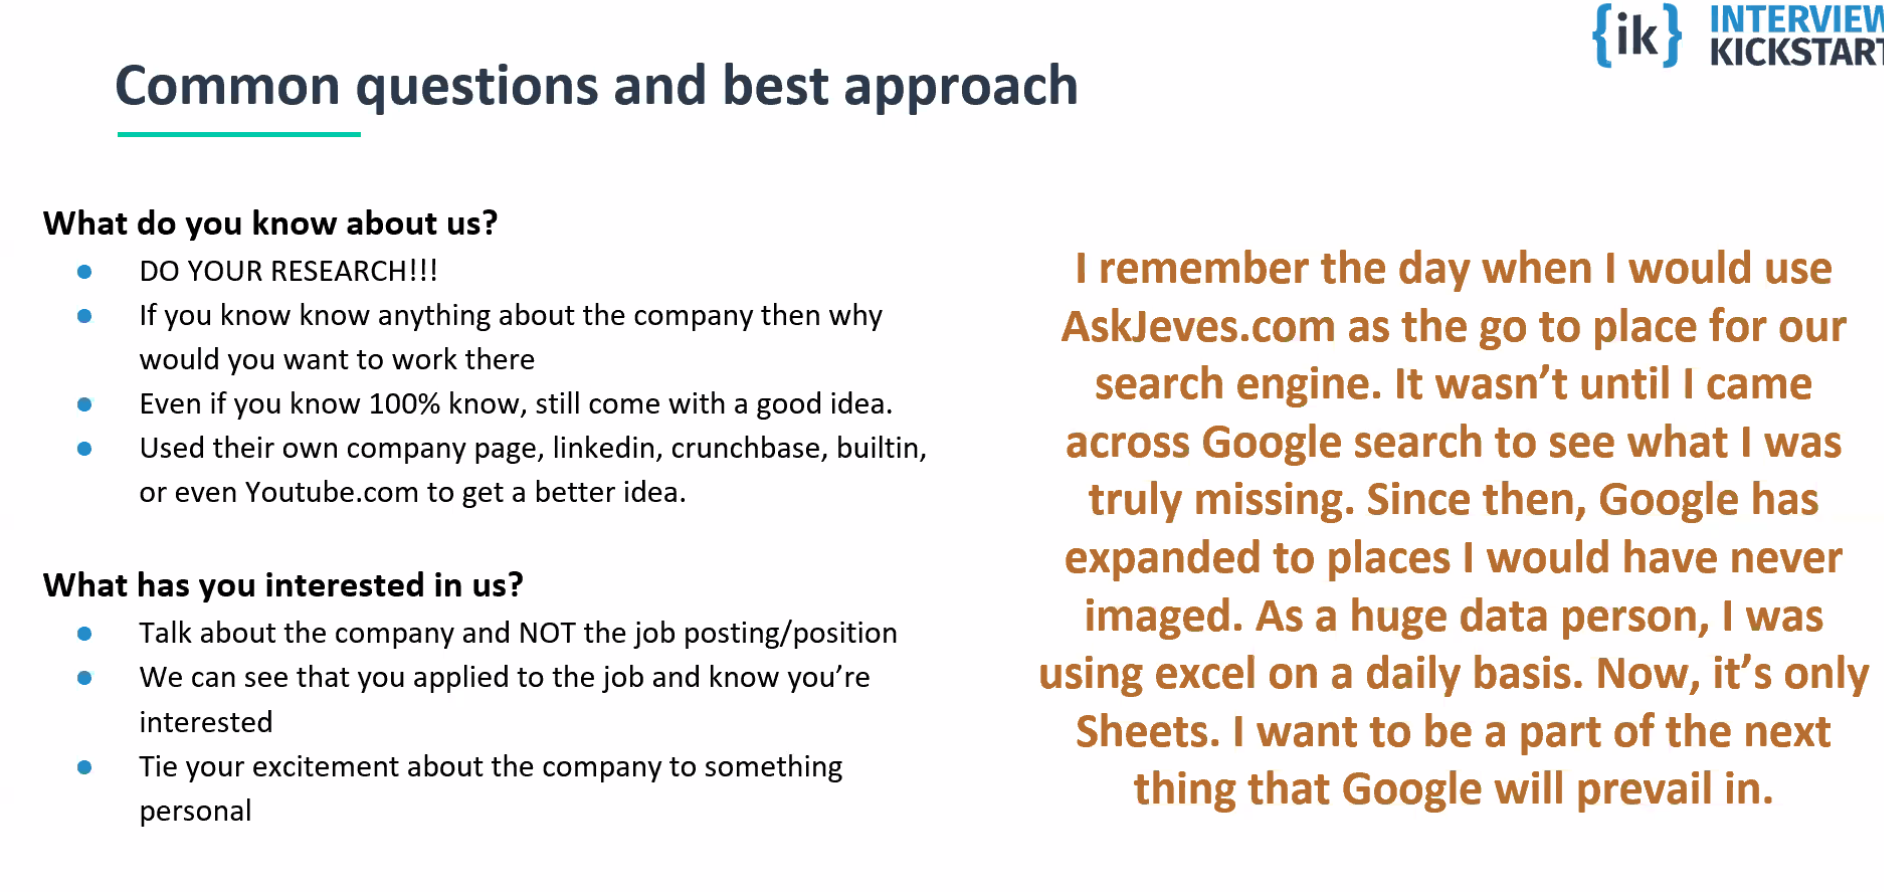 {ik} INTERVIEW
KICKSTART
Common questions and best approach
What do you know about us?
● DO YOUR RESEARCH!!!
● If you know know anything about the company then why
would you want to work there
● Even if you know 100% know, still come with a good idea.
● Used their own company page, linkedin, crunchbase, builtin,
or even Youtube.com to get a better idea.
What has you interested in us?
● Talk about the company and NOT the job posting/position
● We can see that you applied to the job and know you’re
interested
● Tie your excitement about the company to something
personal
I remember the day when I would use
AskJeves.com as the go to place for our
search engine. It wasn’t until I came
across Google search to see what I was
truly missing. Since then, Google has
expanded to places I would have never
imaged. As a huge data person, I was
using excel on a daily basis. Now, it’s only
Sheets. I want to be a part of the next
thing that Google will prevail in.